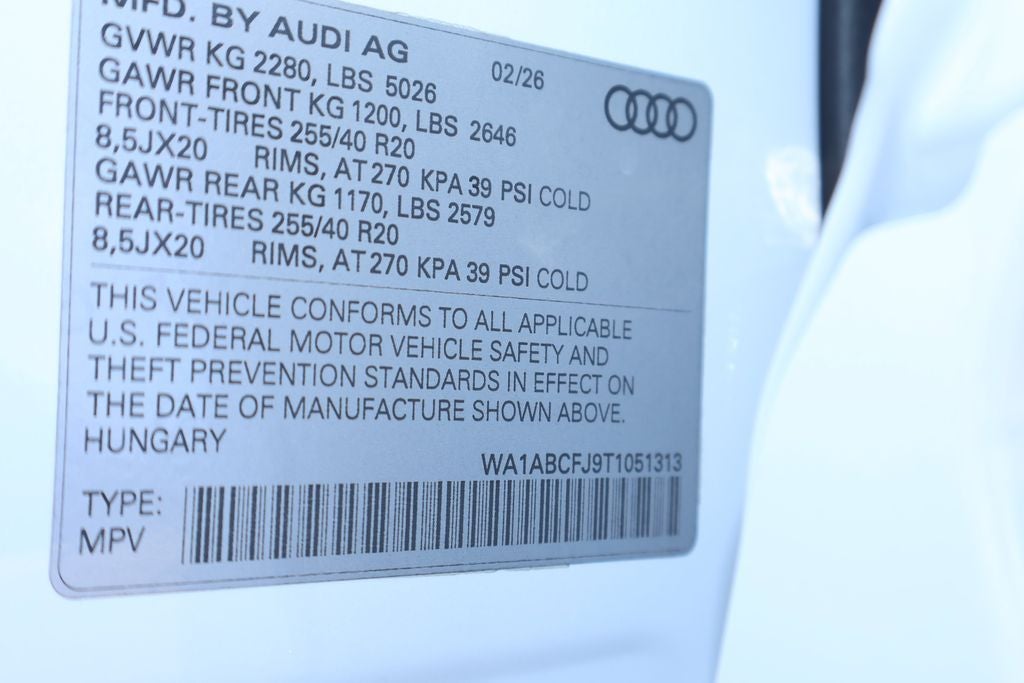 MFD. BY AUDI AG
02/26
GVWR KG 2280, LBS 5026
GAWR FRONT KG 1200, LBS 2646
FRONT-TIRES 255/40 R20
8,5JX20 RIMS, AT 270 KPA 39 PSI COLD
GAWR REAR KG 1170, LBS 2579
REAR-TIRES 255/40 R20
8,5JX20 RIMS, AT 270 KPA 39 PSI COLD
THIS VEHICLE CONFORMS TO ALL APPLICABLE
U.S. FEDERAL MOTOR VEHICLE SAFETY AND
THEFT PREVENTION STANDARDS IN EFFECT ON
THE DATE OF MANUFACTURE SHOWN ABOVE.
HUNGARY
WA1ABCFJ9T1051313
TYPE:
MPV